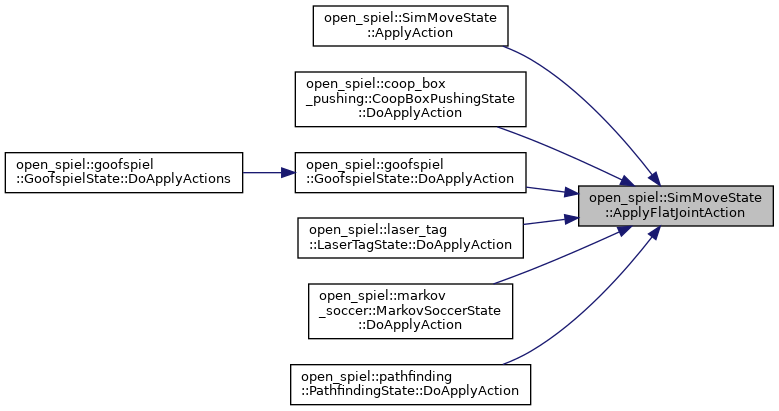 open_spiel::SimMoveState
::ApplyAction
open_spiel::coop_box
_pushing::CoopBoxPushingState
::DoApplyAction
open_spiel::goofspiel
::GoofspielState::DoApplyActions
open_spiel::goofspiel
::GoofspielState::DoApplyAction
open_spiel::SimMoveState
::ApplyFlatJointAction
open_spiel::laser_tag
::LaserTagState::DoApplyAction
open_spiel::markov
_soccer::MarkovSoccerState
::DoApplyAction
open_spiel::pathfinding
::PathfindingState::DoApplyAction